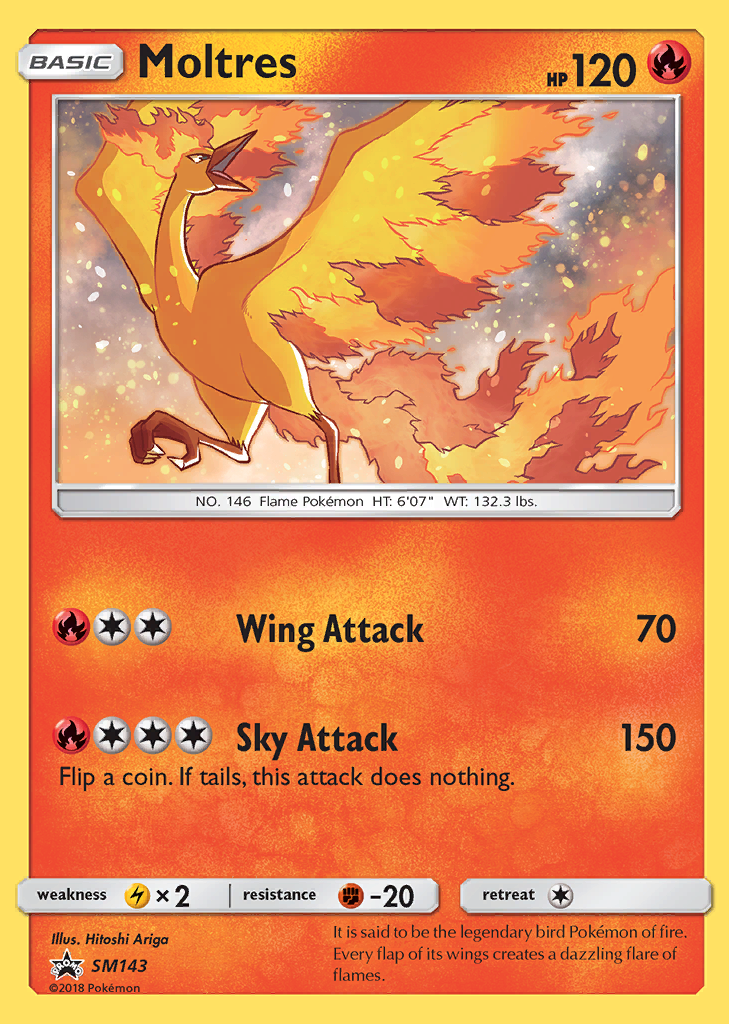 BASIC Moltres HP 120
NO. 146 Flame Pokémon HT: 6'07" WT: 132.3 lbs.
Wing Attack 70
Sky Attack 150
Flip a coin. If tails, this attack does nothing.
weakness × 2 resistance -20 retreat
Illus. Hitoshi Ariga
PROMO SM143
©2018 Pokémon
It is said to be the legendary bird Pokémon of fire.
Every flap of its wings creates a dazzling flare of
flames.